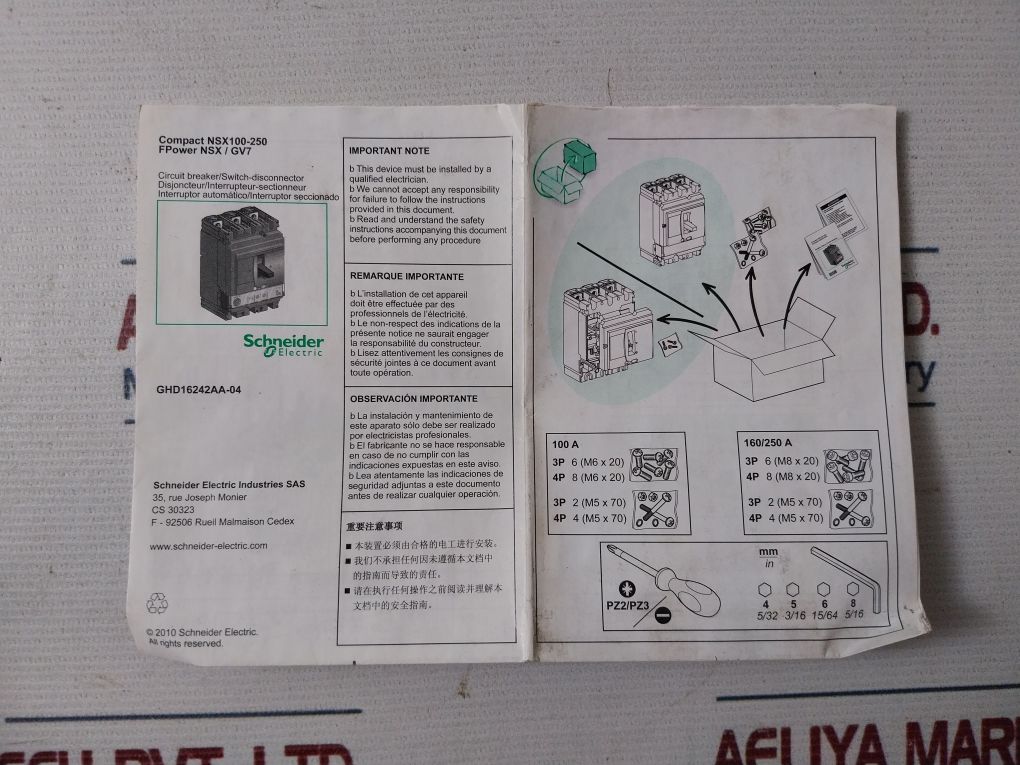 Compact NSX100-250
FPower NSX / GV7
Circuit breaker/Switch-disconnector
Disjoncteur/Interrupteur-sectionneur
Interruptor automático/Interruptor seccionado
Schneider
Electric
GHD16242AA-04
Schneider Electric Industries SAS
35, rue Joseph Monier
CS 30323
F - 92506 Rueil Malmaison Cedex
www.schneider-electric.com
© 2010 Schneider Electric.
All rights reserved.
IMPORTANT NOTE
b This device must be installed by a
qualified electrician.
b We cannot accept any responsibility
for failure to follow the instructions
provided in this document.
b Read and understand the safety
instructions accompanying this document
before performing any procedure
REMARQUE IMPORTANTE
b L'installation de cet appareil
doit être effectuée par des
professionnels de l'électricité.
b Le non-respect des indications de la
présente notice ne saurait engager
la responsabilité du constructeur.
b Lisez attentivement les consignes de
sécurité jointes à ce document avant
toute opération.
OBSERVACIÓN IMPORTANTE
b La instalación y mantenimiento de
este aparato sólo debe ser realizado
por electricistas profesionales.
b El fabricante no se hace responsable
en caso de no cumplir con las
indicaciones expuestas en este aviso.
b Lea atentamente las indicaciones de
seguridad adjuntas a este documento
antes de realizar cualquier operación.
重要注意事项
■ 本装置必须由合格的电工进行安装。
■ 我们不承担任何因未遵循本文档中
的指南而导致的责任。
■ 请在执行任何操作之前阅读并理解本
文档中的安全指南。
100 A
3P 6 (M6 x 20)
4P 8 (M6 x 20)
3P 2 (M5 x 70)
4P 4 (M5 x 70)
160/250 A
3P 6 (M8 x 20)
4P 8 (M8 x 20)
3P 2 (M5 x 70)
4P 4 (M5 x 70)
PZ2/PZ3
mm
in
4 5 6 8
5/32 3/16 15/64 5/16
D.
ry
PVT. LTD
AELIYA MARI